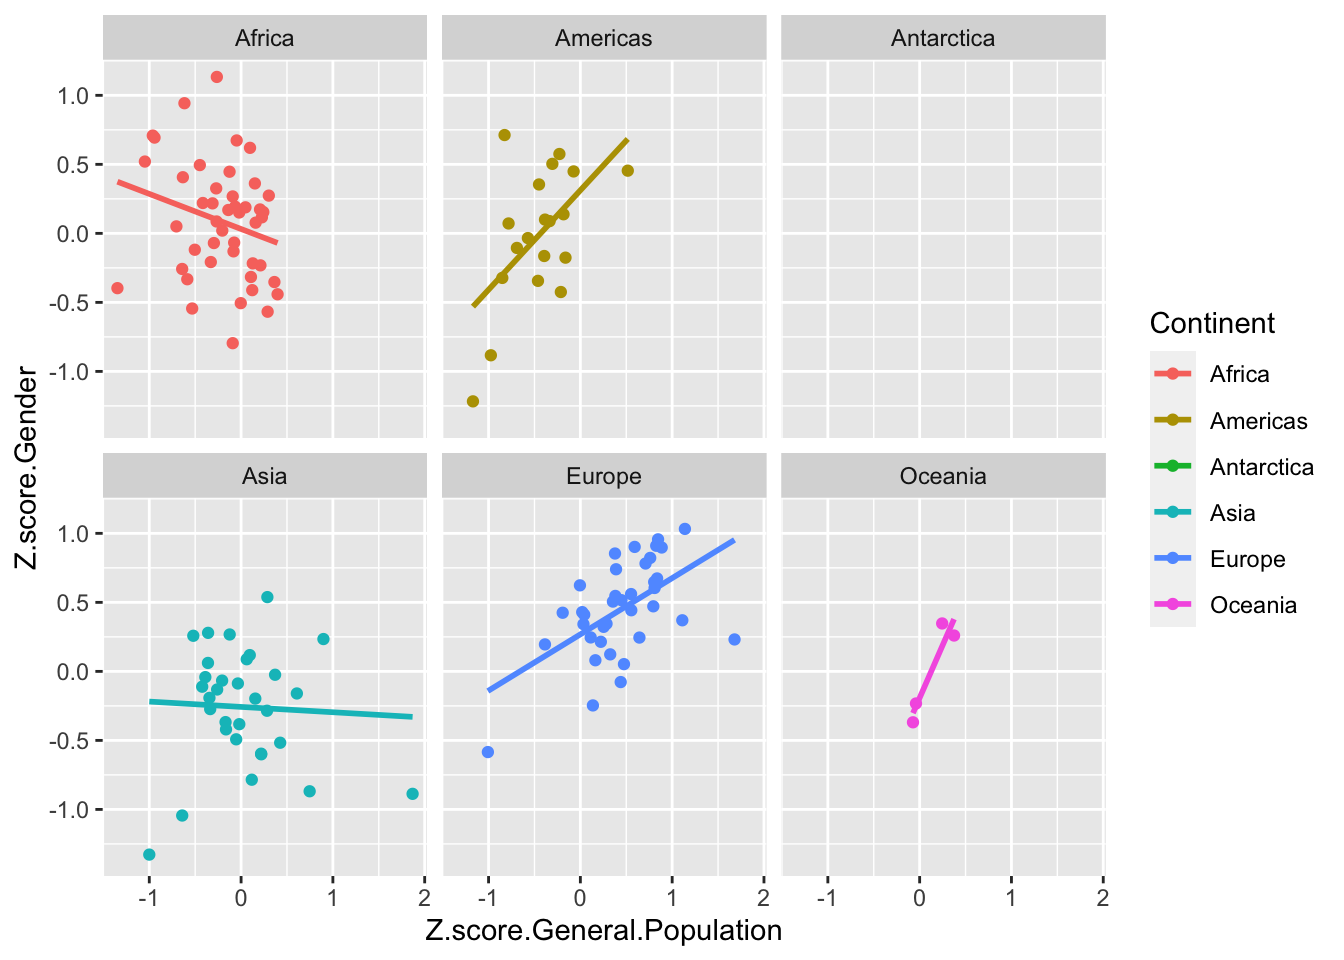 Africa
Americas
Antarctica
1.0
0.5
0.0
-0.5
-1.0
Asia
Europe
Oceania
1.0
0.5
0.0
-0.5
-1.0
-1 0 1 2
-1 0 1 2
-1 0 1 2
Z.score.General.Population
Z.score.Gender
Continent
Africa
Americas
Antarctica
Asia
Europe
Oceania